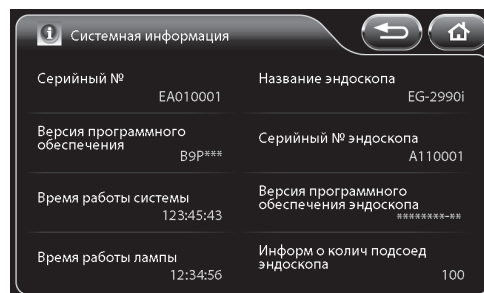 Системная информация
Серийный №
EA010001
Название эндоскопа
EG-2990i
Версия программного
обеспечения
B9P***
Серийный № эндоскопа
A110001
Время работы системы
123:45:43
Версия программного
обеспечения эндоскопа
********-**
Время работы лампы
12:34:56
Информ о колич подсоед
эндоскопа
100